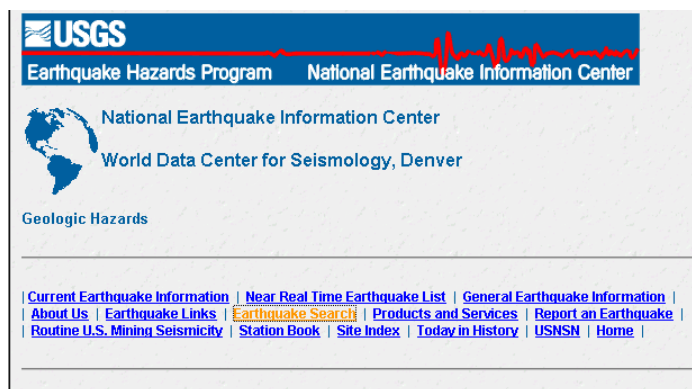 USGS
Earthquake Hazards Program National Earthquake Information Center
National Earthquake Information Center
World Data Center for Seismology, Denver
Geologic Hazards
| Current Earthquake Information | Near Real Time Earthquake List | General Earthquake Information |
| About Us | Earthquake Links | Earthquake Search | Products and Services | Report an Earthquake |
| Routine U.S. Mining Seismicity | Station Book | Site Index | Today in History | USNSN | Home |